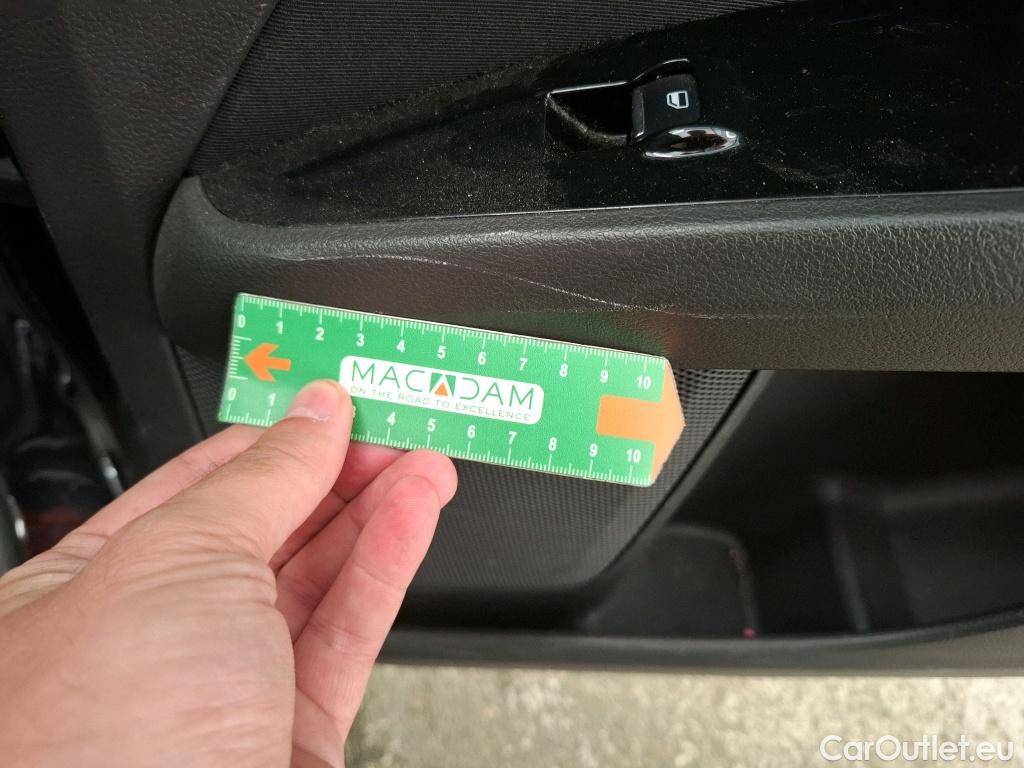 0 1 2 3 4 5 6 7 8 9 10
MACADAM
ON THE ROAD TO EXCELLENCE
0 1 4 5 6 7 8 9 10
CarOutlet.eu